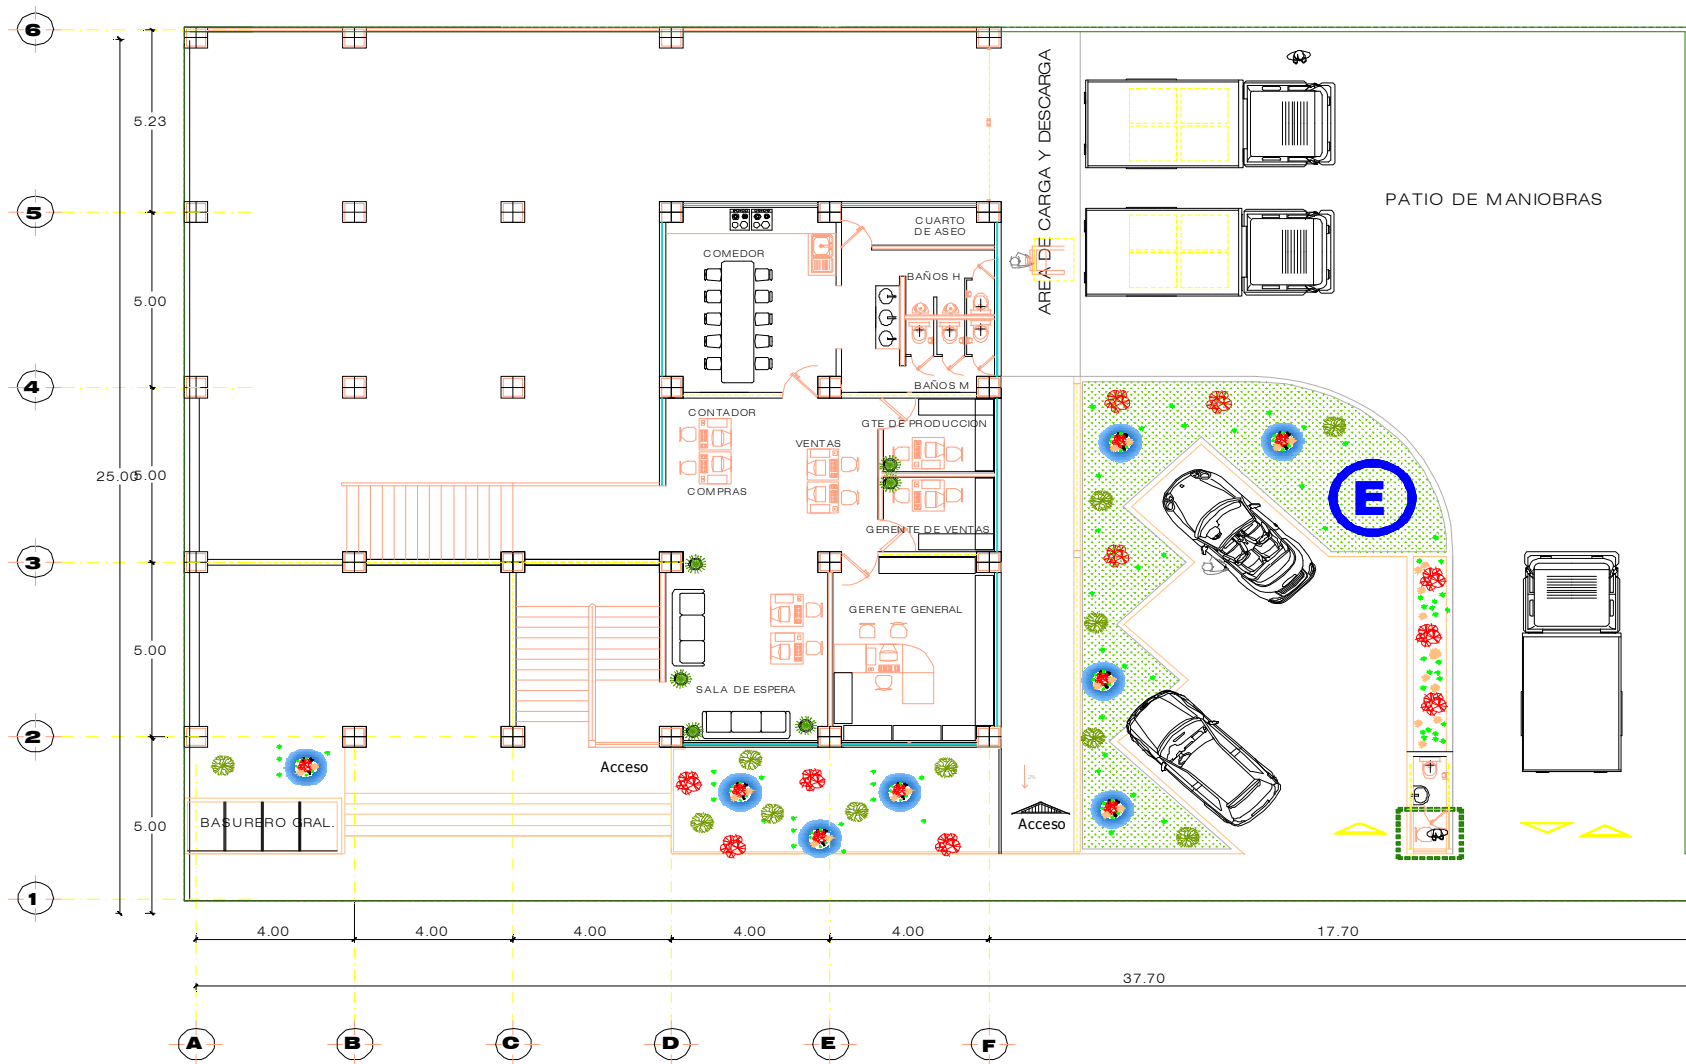 6
5.23
AREA DE CARGA Y DESCARGA
PATIO DE MANIOBRAS
5
CUARTO
DE ASEO
COMEDOR
BAÑOS H
5.00
4
BAÑOS M
CONTADOR
GTE DE PRODUCCION
VENTAS
25.00
5.00
COMPRAS
E
GERENTE DE VENTAS
3
GERENTE GENERAL
5.00
SALA DE ESPERA
2
Acceso
BASURERO GRAL.
Acceso
5.00
1
4.00
4.00
4.00
4.00
4.00
17.70
37.70
A
B
C
D
E
F